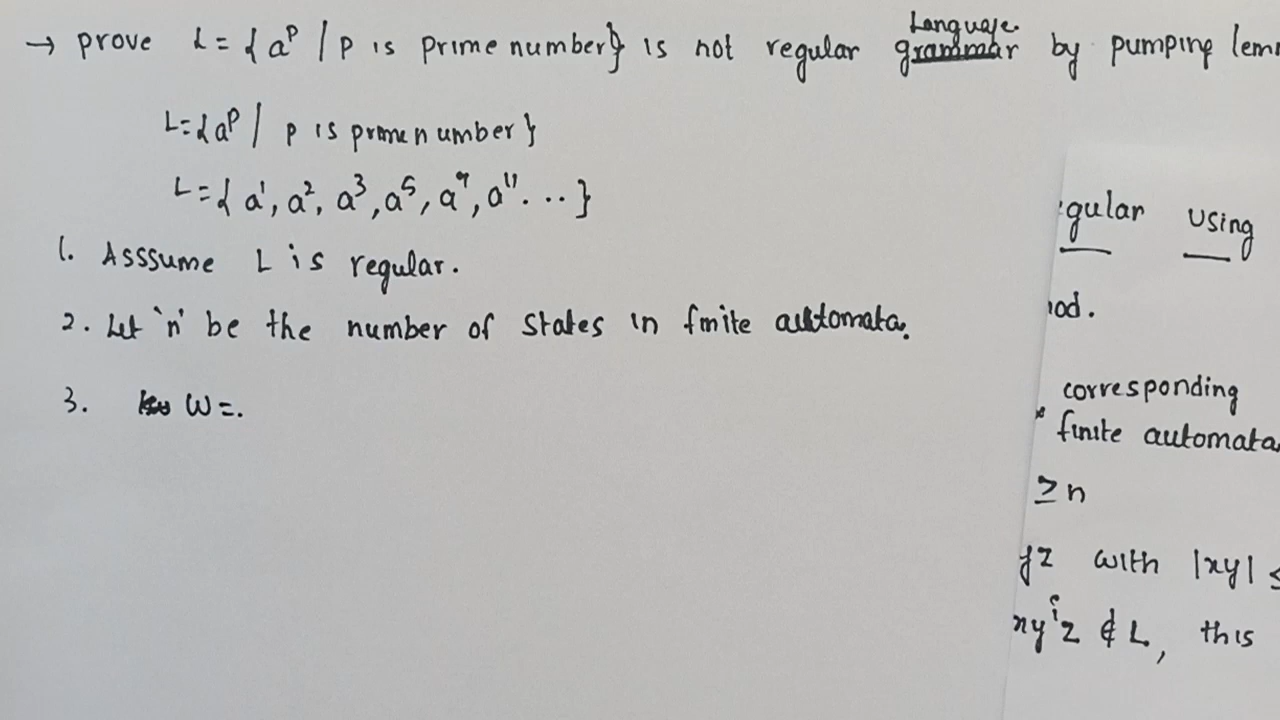 → prove L = { a^p / p is prime number} is not regular Language grammar by pumping lem
L={a^p / p is prime number}
L={ a^1, a^2, a^3, a^5, a^7, a^11 ... }
1. Asssume L is regular.
2. Let 'n' be the number of states in finite automata.
3. W =.
gular using
hod.
corresponding
finite automata
≥ n
yz with |xy| ≤
xy^i z ∉ L, this